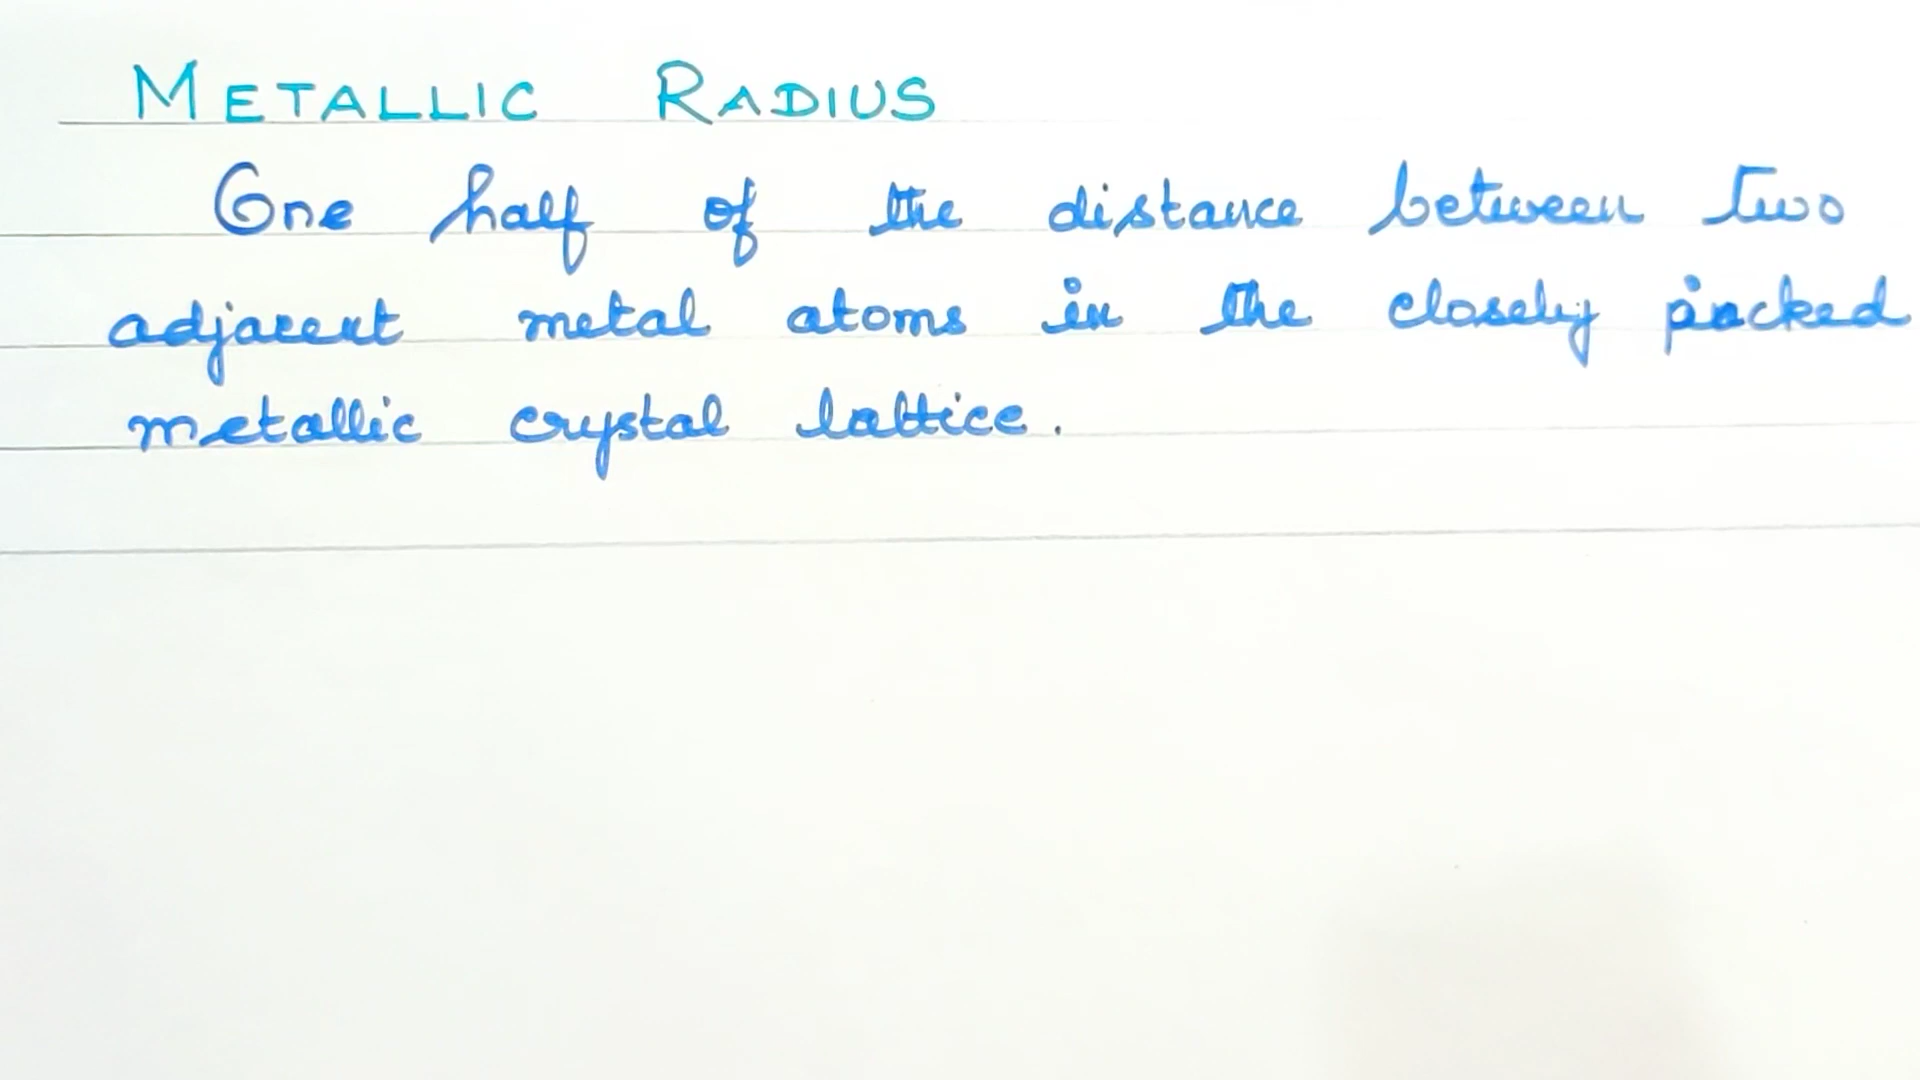 METALLIC RADIUS
One half of the distance between two
adjacent metal atoms in the closely packed
metallic crystal lattice.